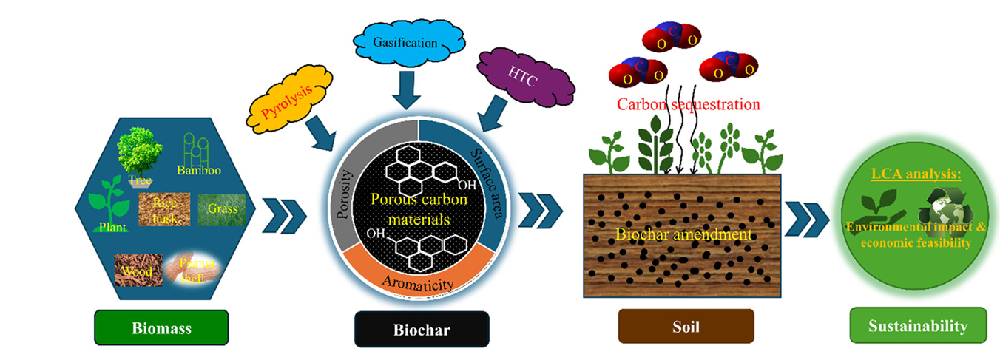 Pyrolysis
Gasification
HTC
C
O
O
C
O
O
C
O
O
Carbon sequestration
Tree
Bamboo
Plant
Rice
husk
Grass
Wood
Peanut
shell
Porosity
Surface area
Aromaticity
OH
Porous carbon
materials
OH
Biochar amendment
LCA analysis:
Environmental impact &
economic feasibility
Biomass
Biochar
Soil
Sustainability